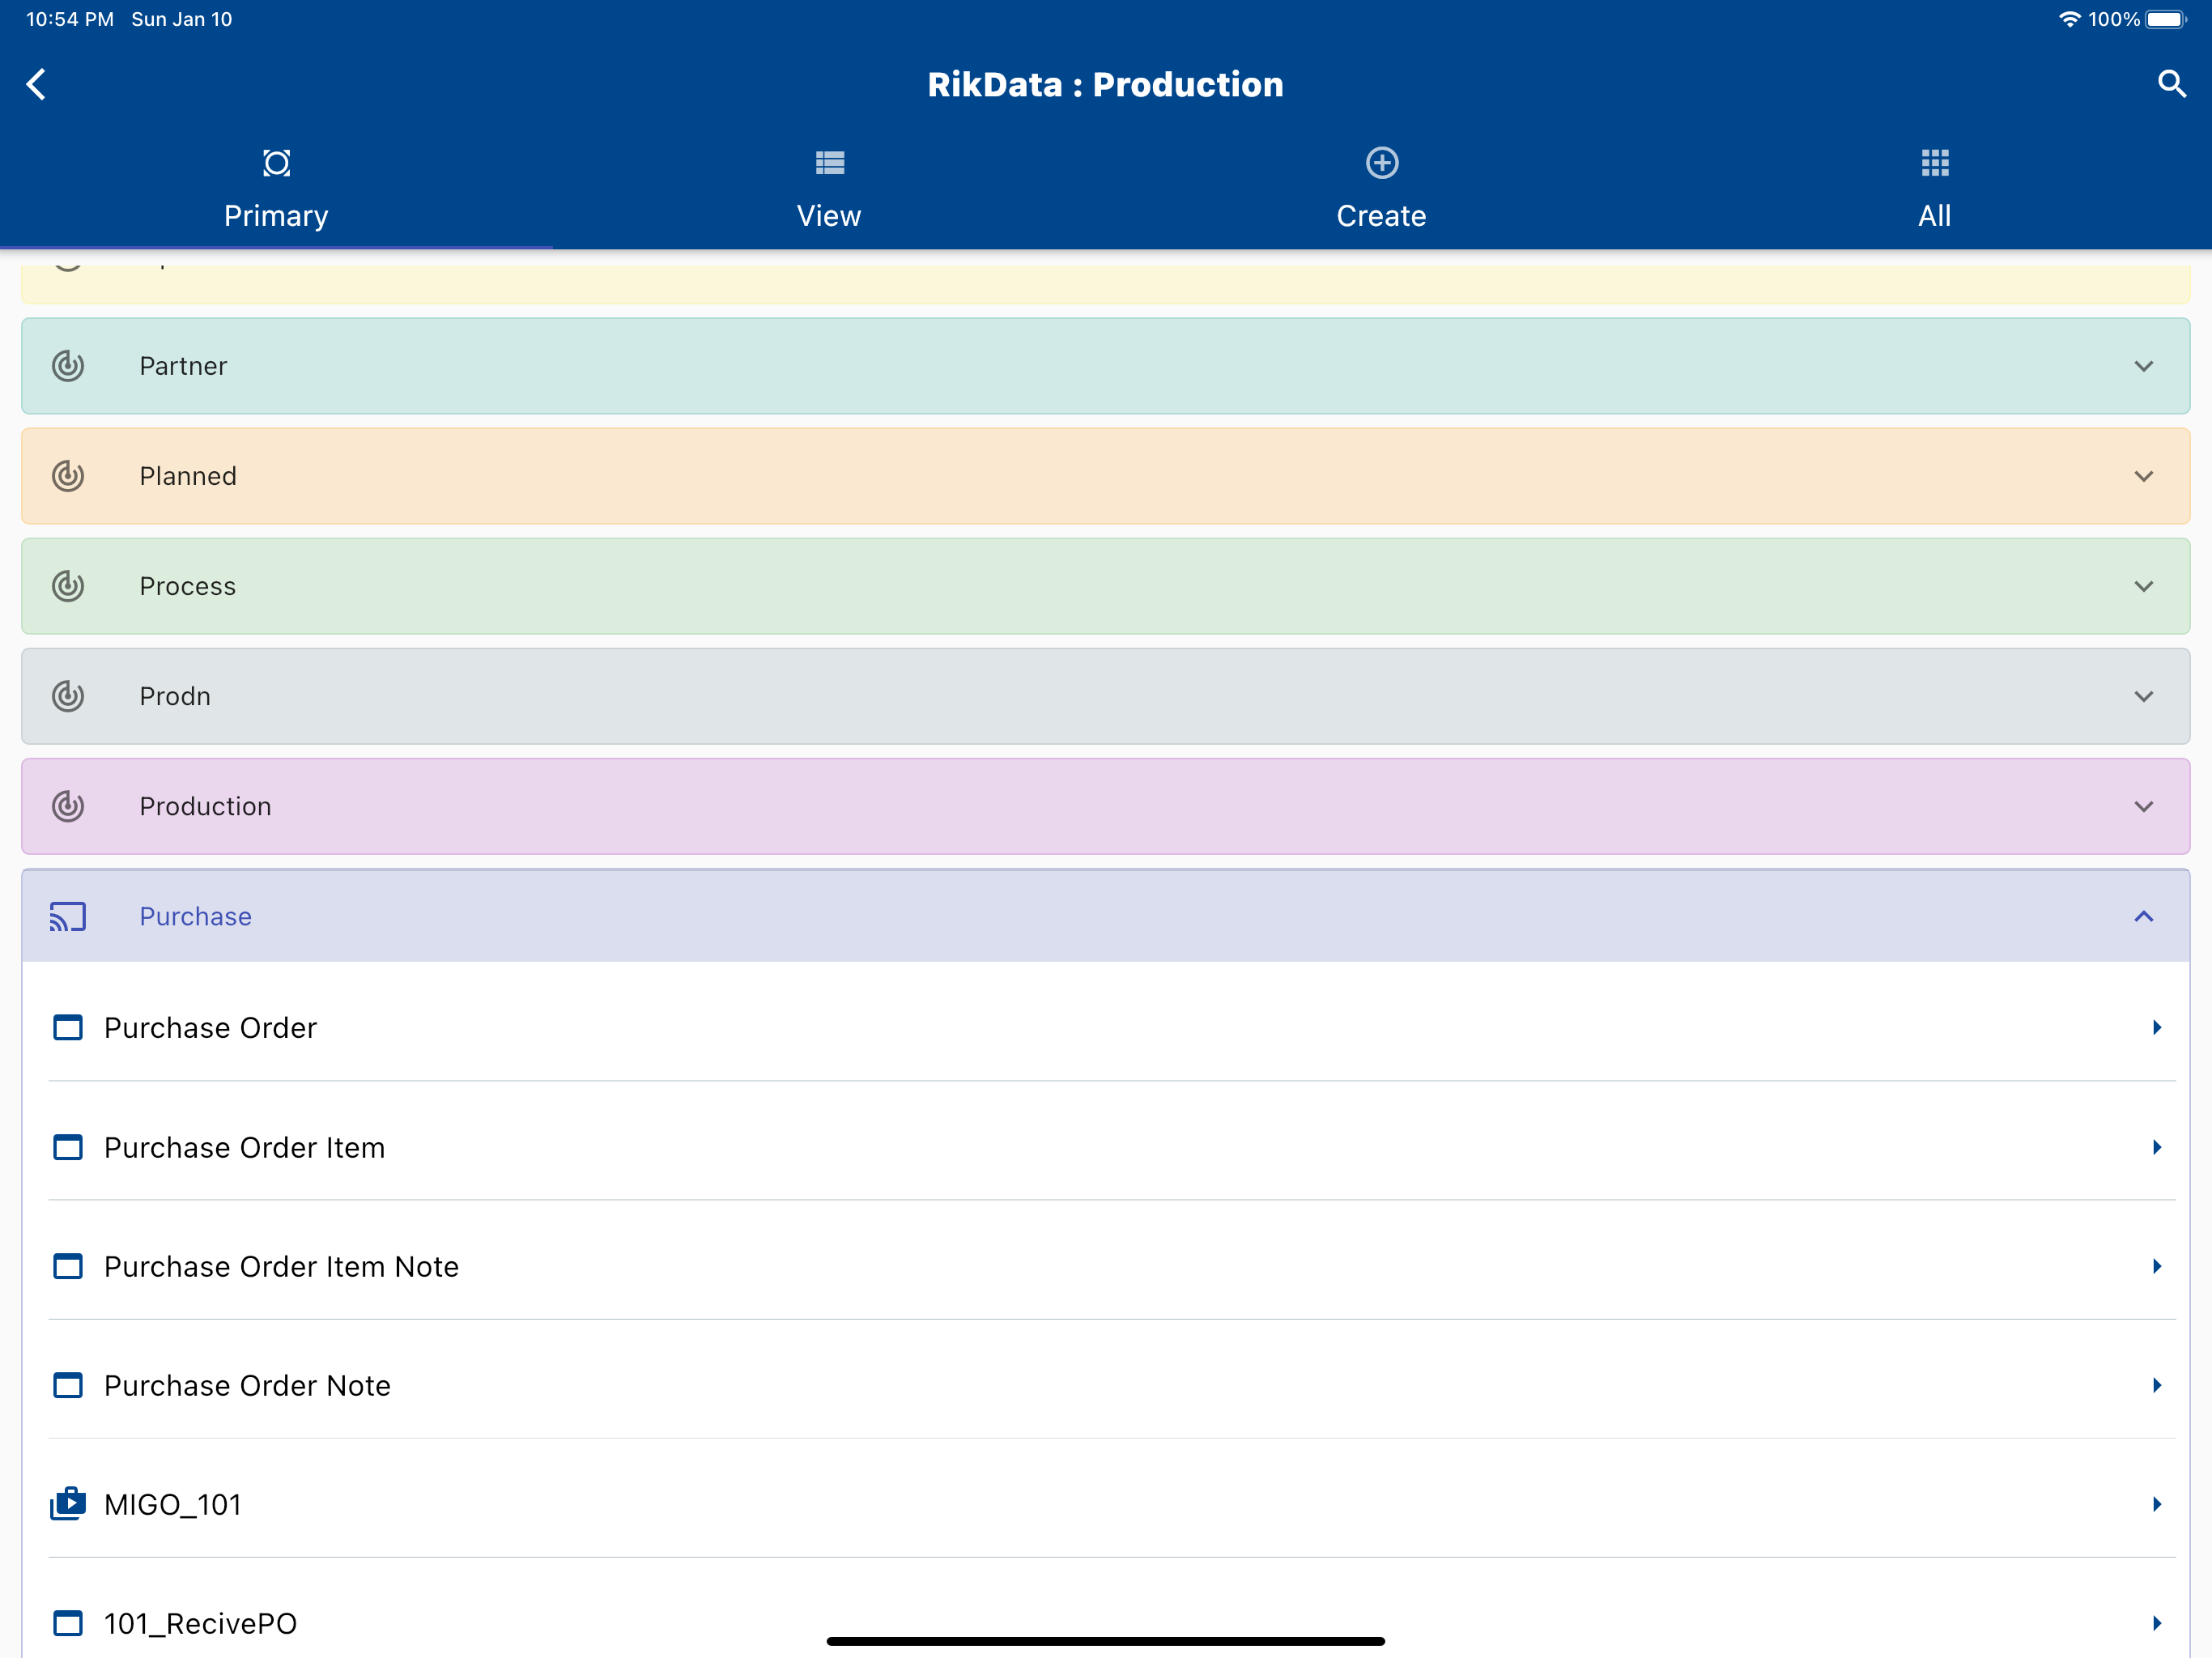 10:54 PM Sun Jan 10 100%
RikData : Production
Primary View Create All
Partner
Planned
Process
Prodn
Production
Purchase
Purchase Order
Purchase Order Item
Purchase Order Item Note
Purchase Order Note
MIGO_101
101_RecivePO